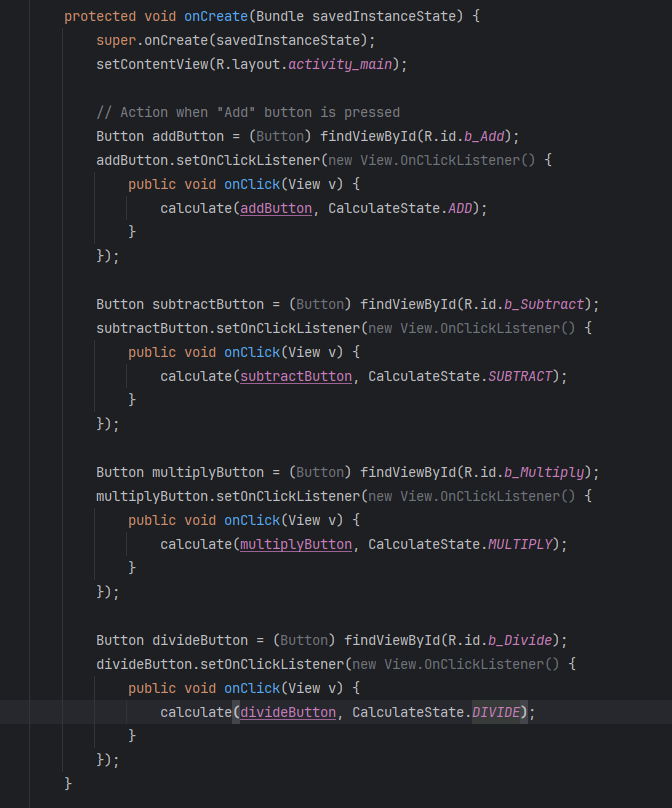 protected void onCreate(Bundle savedInstanceState) {
super.onCreate(savedInstanceState);
setContentView(R.layout.activity_main);
// Action when "Add" button is pressed
Button addButton = (Button) findViewById(R.id.b_Add);
addButton.setOnClickListener(new View.OnClickListener() {
public void onClick(View v) {
calculate(addButton, CalculateState.ADD);
}
});
Button subtractButton = (Button) findViewById(R.id.b_Subtract);
subtractButton.setOnClickListener(new View.OnClickListener() {
public void onClick(View v) {
calculate(subtractButton, CalculateState.SUBTRACT);
}
});
Button multiplyButton = (Button) findViewById(R.id.b_Multiply);
multiplyButton.setOnClickListener(new View.OnClickListener() {
public void onClick(View v) {
calculate(multiplyButton, CalculateState.MULTIPLY);
}
});
Button divideButton = (Button) findViewById(R.id.b_Divide);
divideButton.setOnClickListener(new View.OnClickListener() {
public void onClick(View v) {
calculate(divideButton, CalculateState.DIVIDE);
}
});
}